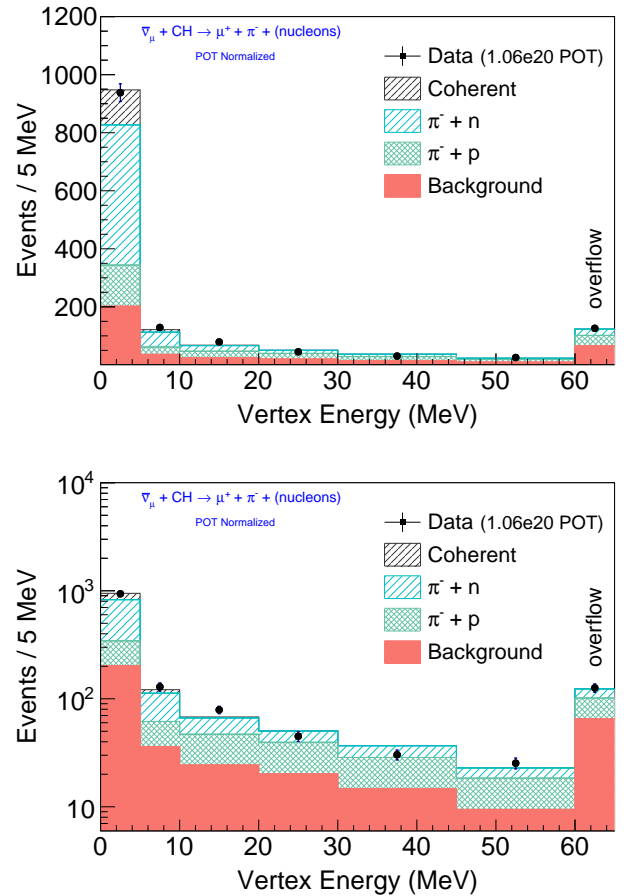 ν̅μ + CH → μ⁺ + π⁻ + (nucleons)
POT Normalized
Data (1.06e20 POT)
Coherent
π⁻ + n
π⁻ + p
Background
overflow
Events / 5 MeV
1200
1000
800
600
400
200
0 10 20 30 40 50 60
Vertex Energy (MeV)
ν̅μ + CH → μ⁺ + π⁻ + (nucleons)
POT Normalized
Data (1.06e20 POT)
Coherent
π⁻ + n
π⁻ + p
Background
overflow
Events / 5 MeV
10⁴
10³
10²
10
0 10 20 30 40 50 60
Vertex Energy (MeV)